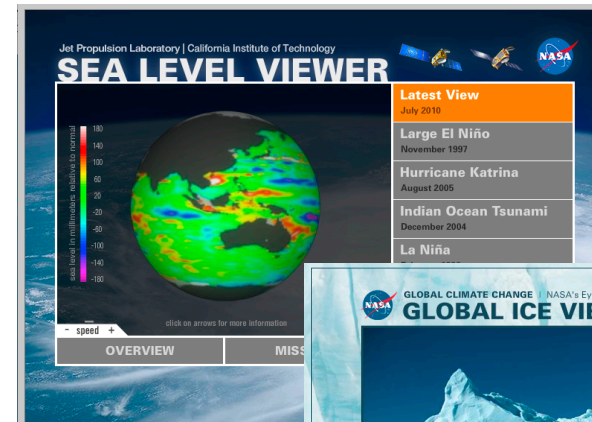 Jet Propulsion Laboratory | California Institute of Technology
SEA LEVEL VIEWER
NASA
sea level in millimeters relative to normal
180
140
100
60
20
-20
-60
-100
-140
-180
- speed +
click on arrows for more information
OVERVIEW
MISS
Latest View
July 2010
Large El Niño
November 1997
Hurricane Katrina
August 2005
Indian Ocean Tsunami
December 2004
La Niña
NASA
GLOBAL CLIMATE CHANGE | NASA's Ey
GLOBAL ICE VIE